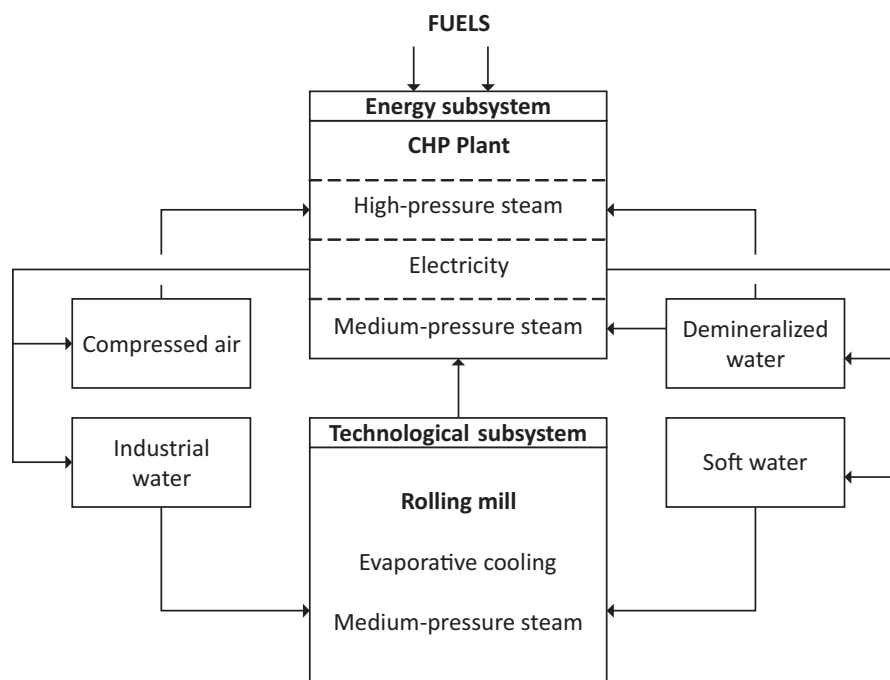 FUELS
Energy subsystem
CHP Plant
High-pressure steam
Electricity
Medium-pressure steam
Compressed air
Demineralized
water
Industrial
water
Technological subsystem
Soft water
Rolling mill
Evaporative cooling
Medium-pressure steam